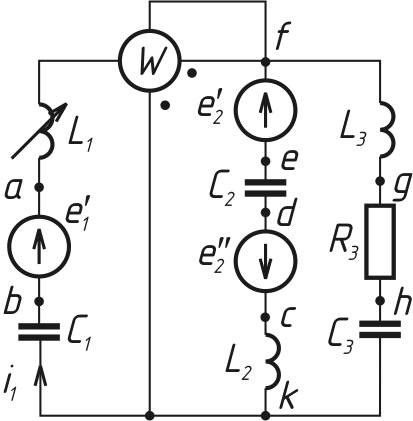 W
f
e′₂
L₁
L₃
e
a
C₂
g
e′₁
d
R₃
e″₂
b
h
c
C₁
C₃
L₂
i₁
k